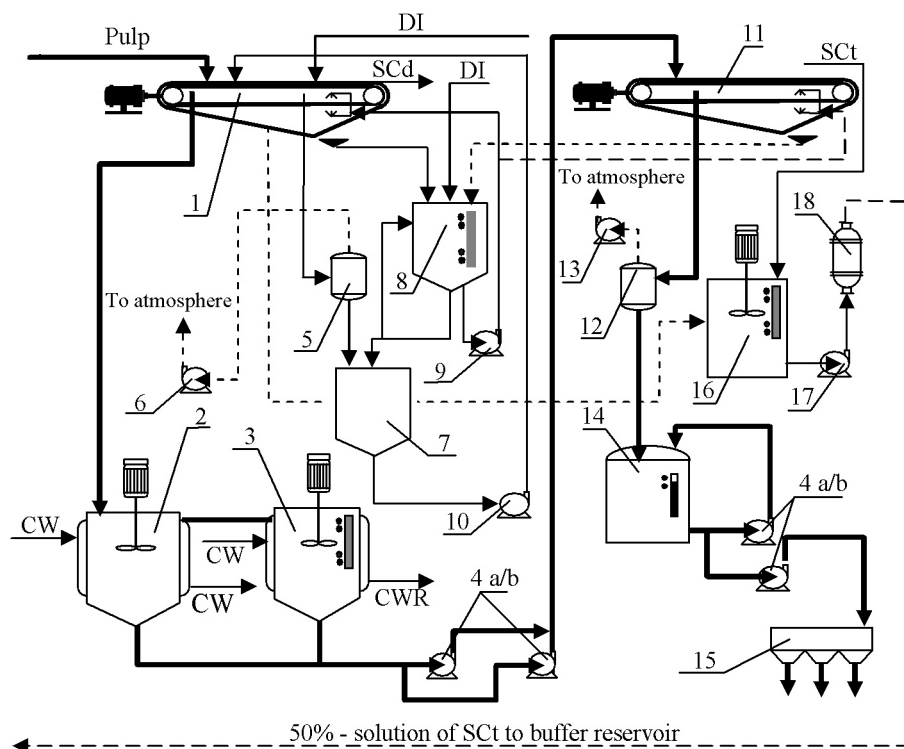 DI
11
Pulp
SCt
SCd
DI
To atmosphere
1
18
8
13
To atmosphere
5
12
9
16
6
17
2
7
14
3
4 a/b
10
CW
CW
CW
CWR
4 a/b
15
50% - solution of SCt to buffer reservoir